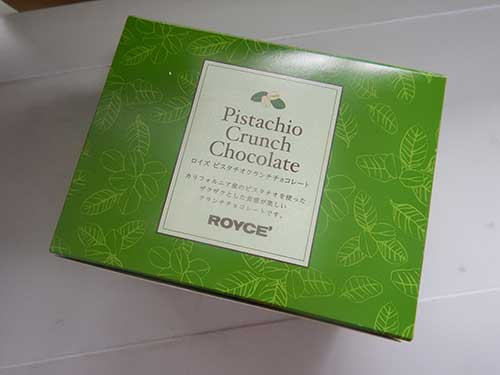 Pistachio
Crunch
Chocolate
ロイズ ピスタチオクランチチョコレート
カリフォルニア産のピスタチオを使った
ザクザクとした食感が楽しい
クランチチョコレートです。
ROYCE'